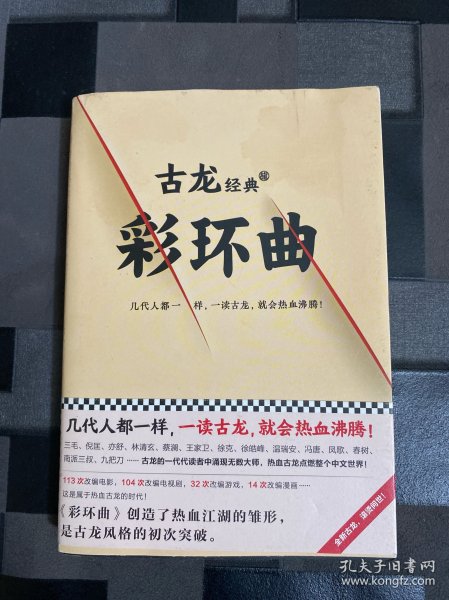 古龙经典
彩环曲
几代人都一样，一读古龙，就会热血沸腾！
几代人都一样，一读古龙，就会热血沸腾！
三毛、倪匡、亦舒、林清玄、蔡澜、王家卫、徐克、徐皓峰、温瑞安、冯唐、凤歌、春树、
南派三叔、九把刀……古龙的一代代读者中涌现无数大师，热血古龙点燃整个中文世界！
113次改编电影，104次改编电视剧，32次改编游戏，14次改编漫画……
这是属于热血古龙的时代！
《彩环曲》创造了热血江湖的雏形，
是古龙风格的初次突破。
全新古龙，滚烫问世！
孔夫子旧书网
www.kongfz.com